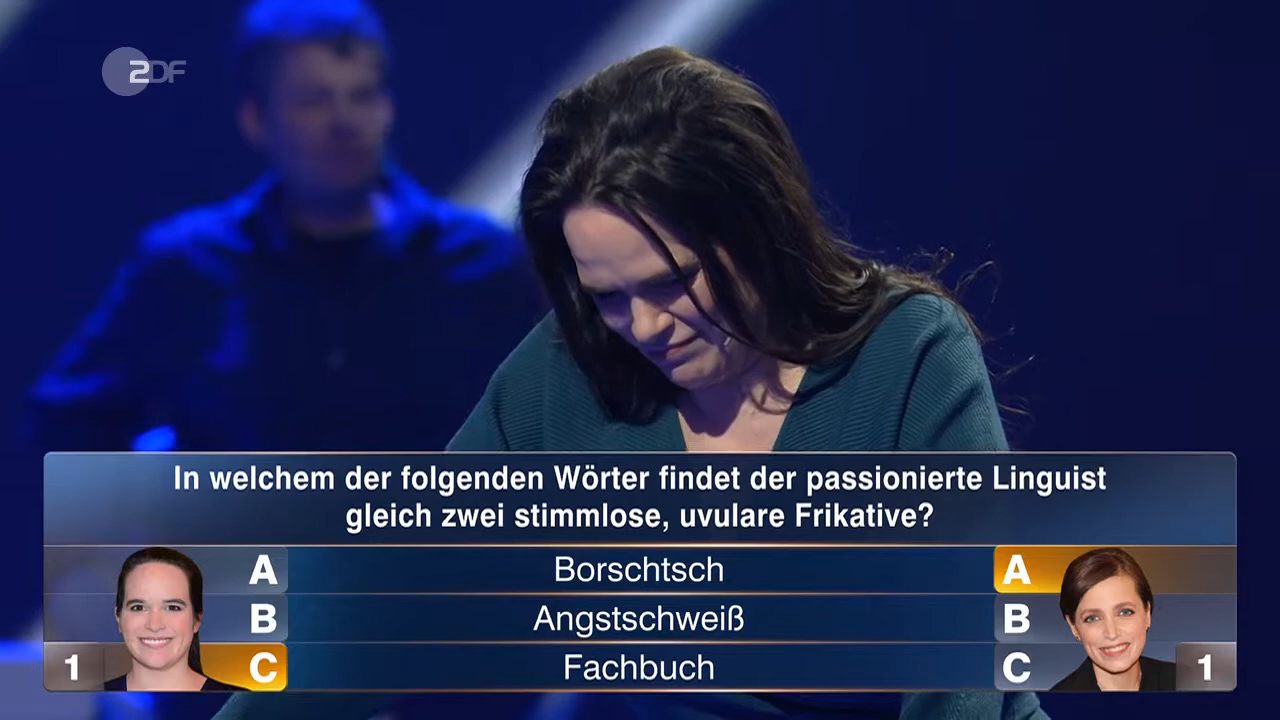 ZDF
In welchem der folgenden Wörter findet der passionierte Linguist
gleich zwei stimmlose, uvulare Frikative?
A Borschtsch A
B Angstschweiß B
1 C Fachbuch C 1